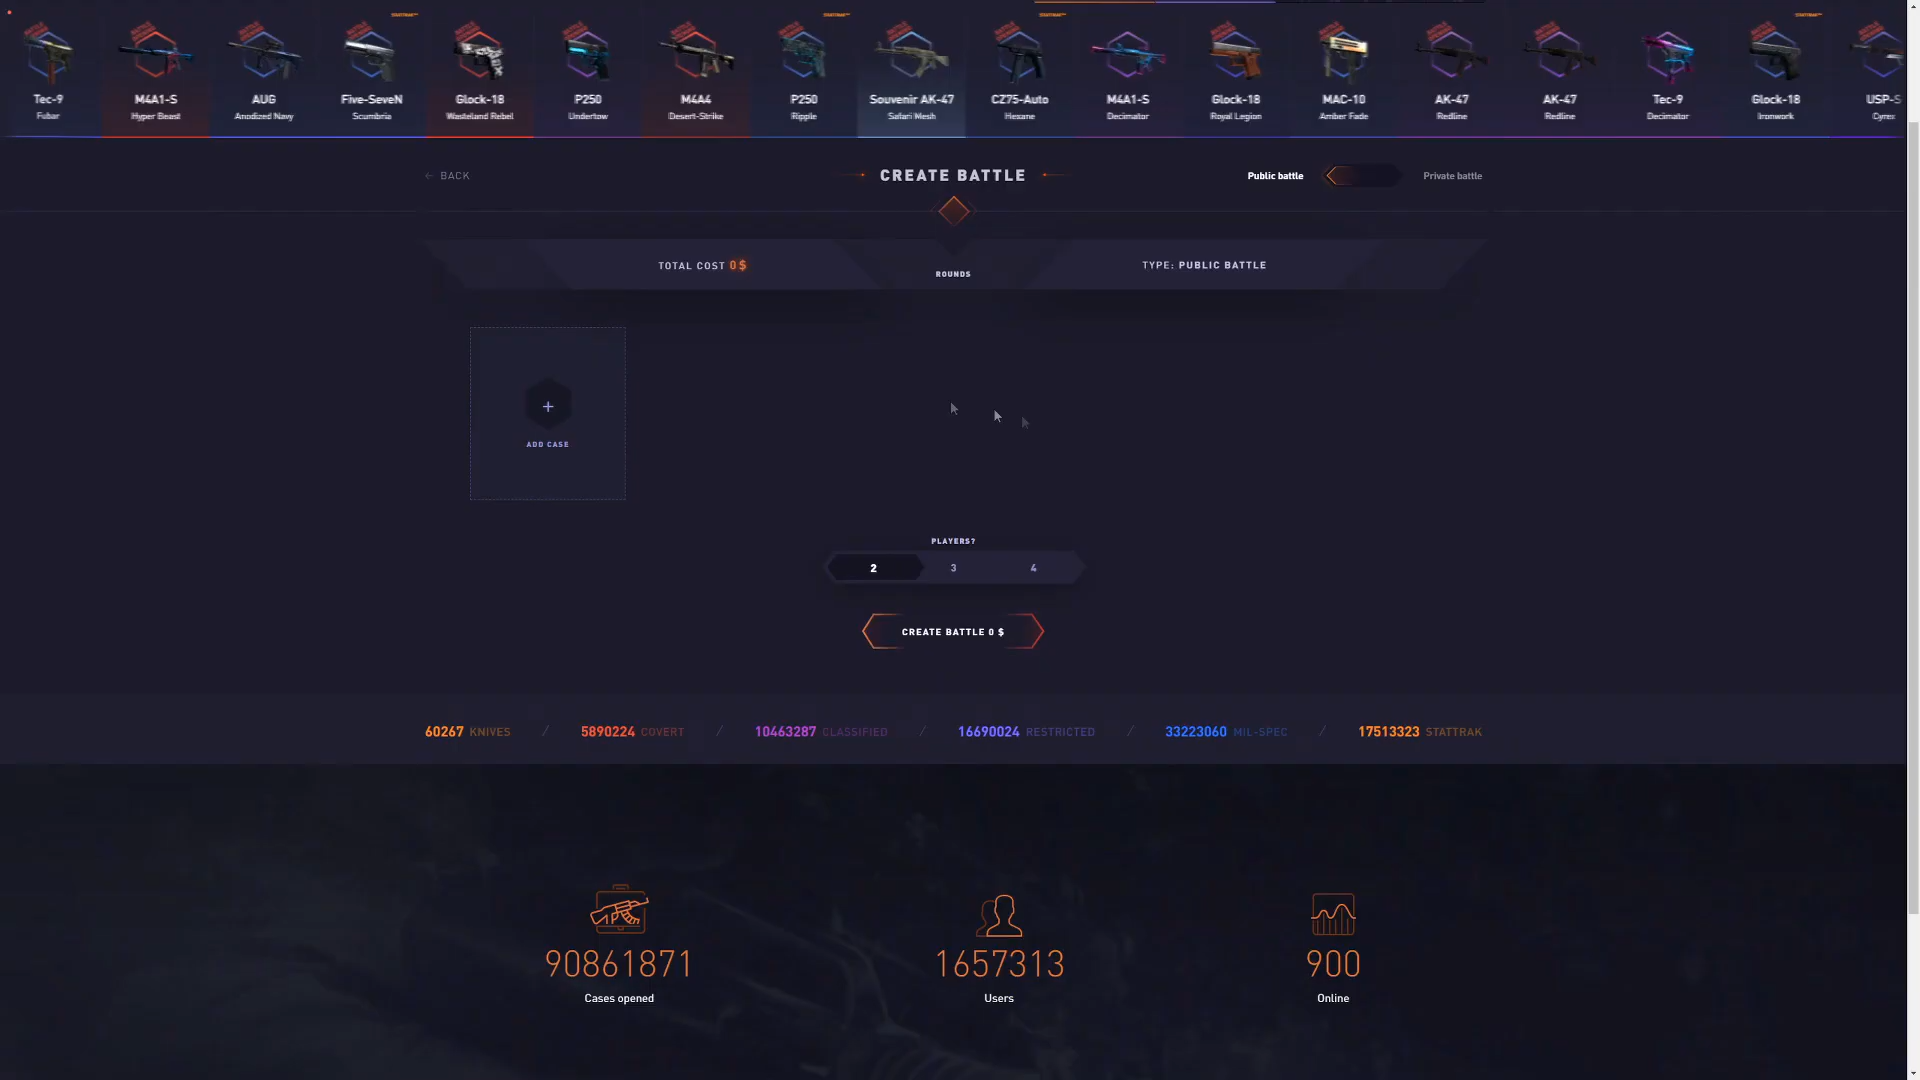 STATTRAK™ STATTRAK™ STATTRAK™ STATTRAK™
Tec-9 M4A1-S AUG Five-SeveN Glock-18 P250 M4A4 P250 Souvenir AK-47 CZ75-Auto M4A1-S Glock-18 MAC-10 AK-47 AK-47 Tec-9 Glock-18 USP-S
Fubar Hyper Beast Anodized Navy Scumbria Wasteland Rebel Undertow Desert-Strike Ripple Safari Mesh Hexane Decimator Royal Legion Amber Fade Redline Redline Decimator Ironwork Cyrex
← BACK
CREATE BATTLE
Public battle
Private battle
TOTAL COST 0 $
ROUNDS
TYPE: PUBLIC BATTLE
+
ADD CASE
PLAYERS?
2 3 4
CREATE BATTLE 0 $
60267 KNIVES / 5890224 COVERT / 10463287 CLASSIFIED / 16690024 RESTRICTED / 33223060 MIL-SPEC / 17513323 STATTRAK
90861871 1657313 900
Cases opened Users Online